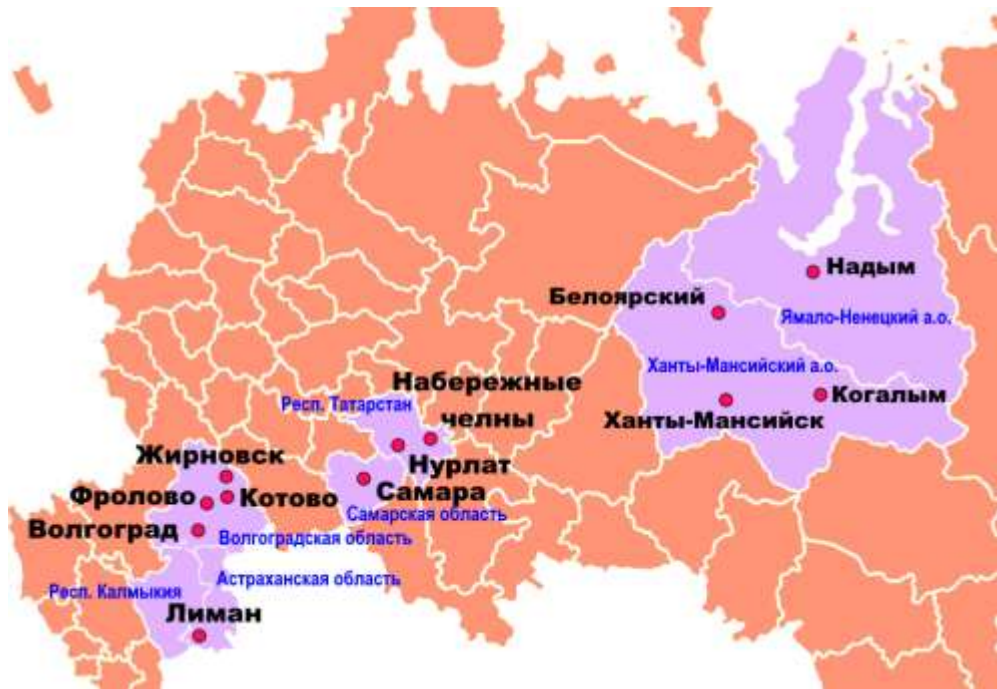 Надым
Белоярский
Ямало-Ненецкий а.о.
Ханты-Мансийский а.о.
Набережные
челны
Когалым
Респ. Татарстан
Ханты-Мансийск
Жирновск
Нурлат
Фролово
Котово
Самара
Самарская область
Волгоград
Волгоградская область
Астраханская область
Респ. Калмыкия
Лиман